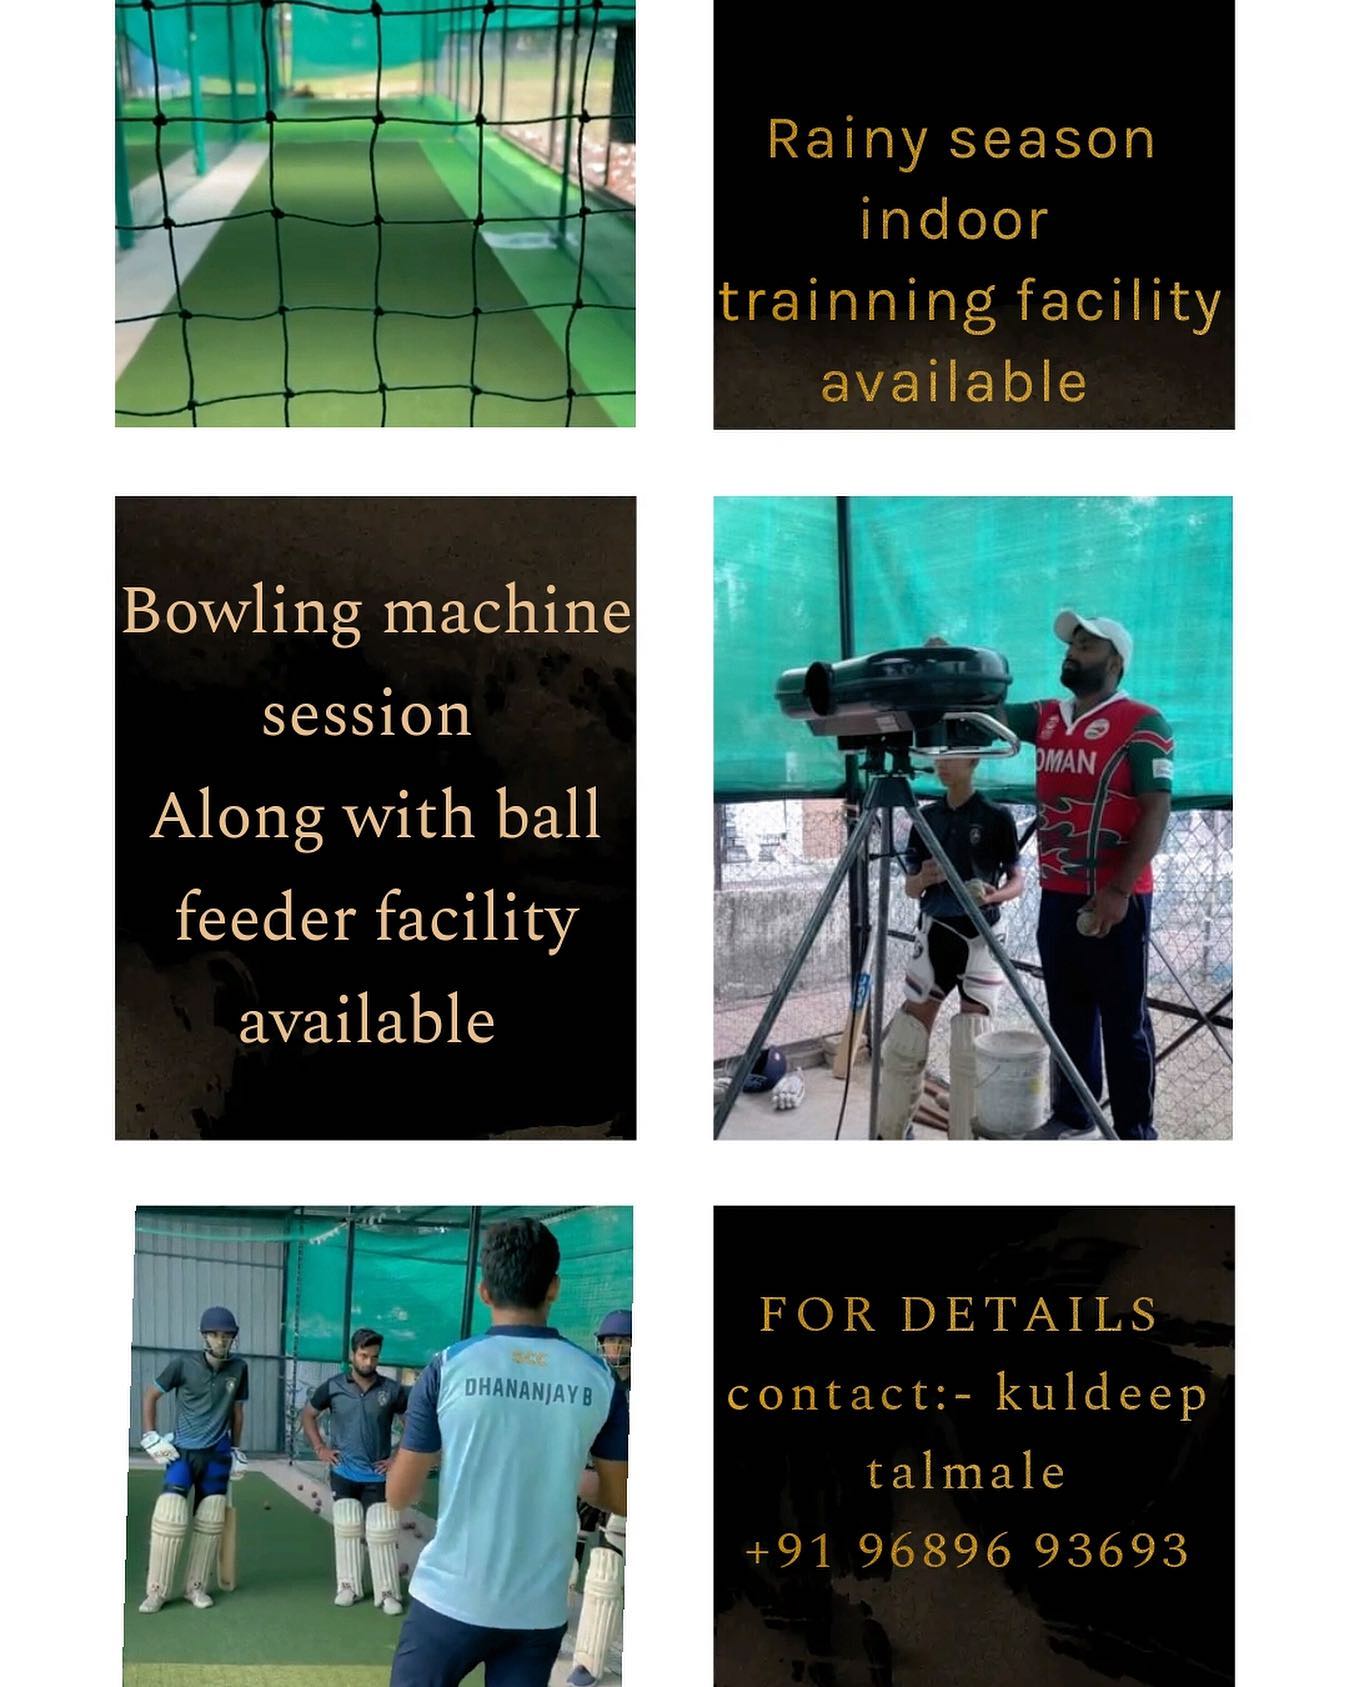 Rainy season
indoor
trainning facility
available
Bowling machine
session
Along with ball
feeder facility
available
OMAN
SCC
DHANANJAY B
FOR DETAILS
contact:- kuldeep
talmale
+91 96896 93693